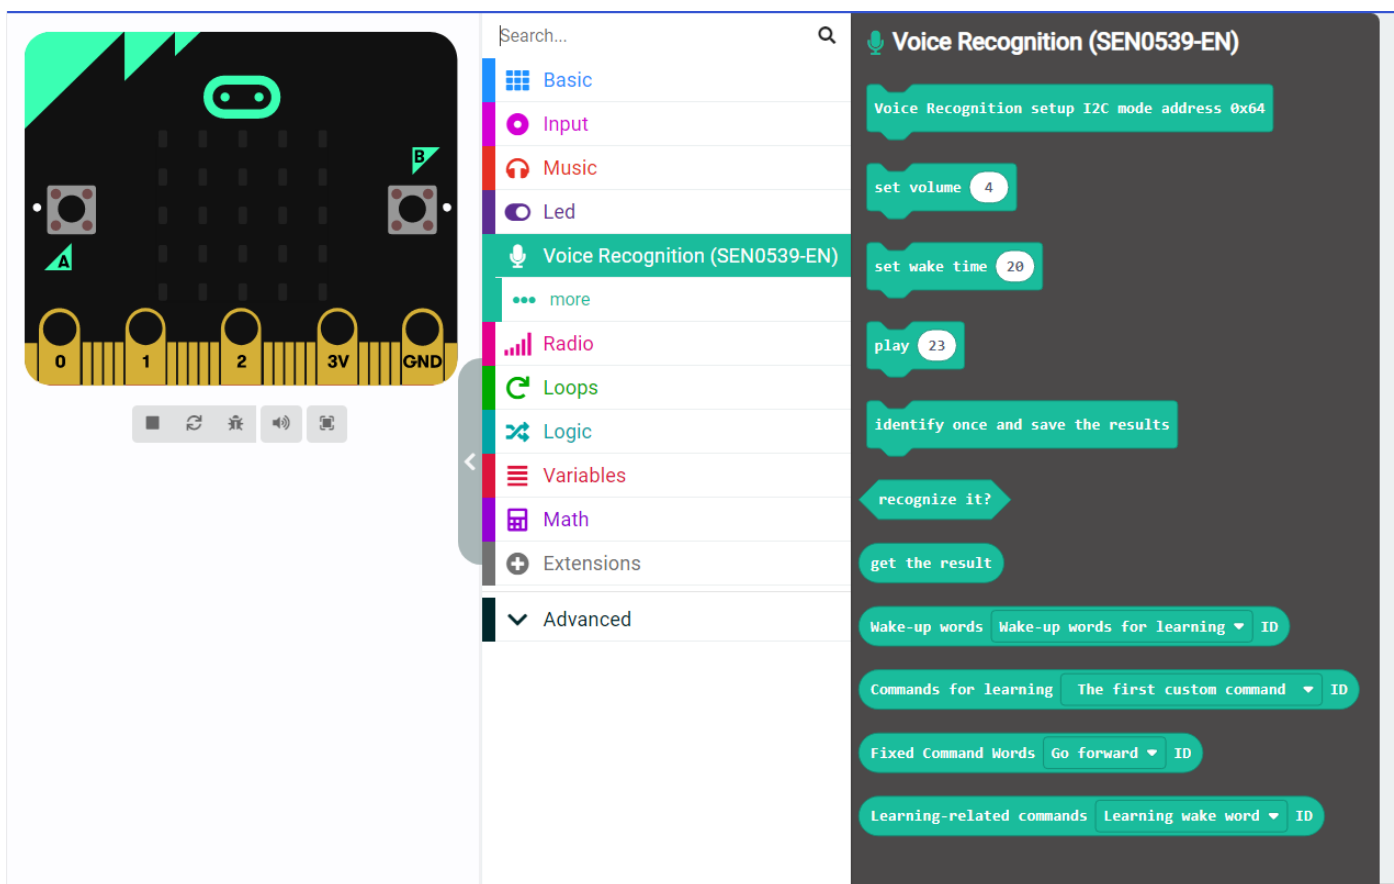 B
A
0 1 2 3V GND
Search...
Basic
Input
Music
Led
Voice Recognition (SEN0539-EN)
more
Radio
Loops
Logic
Variables
Math
Extensions
Advanced
Voice Recognition (SEN0539-EN)
Voice Recognition setup I2C mode address 0x64
set volume 4
set wake time 20
play 23
identify once and save the results
recognize it?
get the result
Wake-up words Wake-up words for learning ID
Commands for learning The first custom command ID
Fixed Command Words Go forward ID
Learning-related commands Learning wake word ID